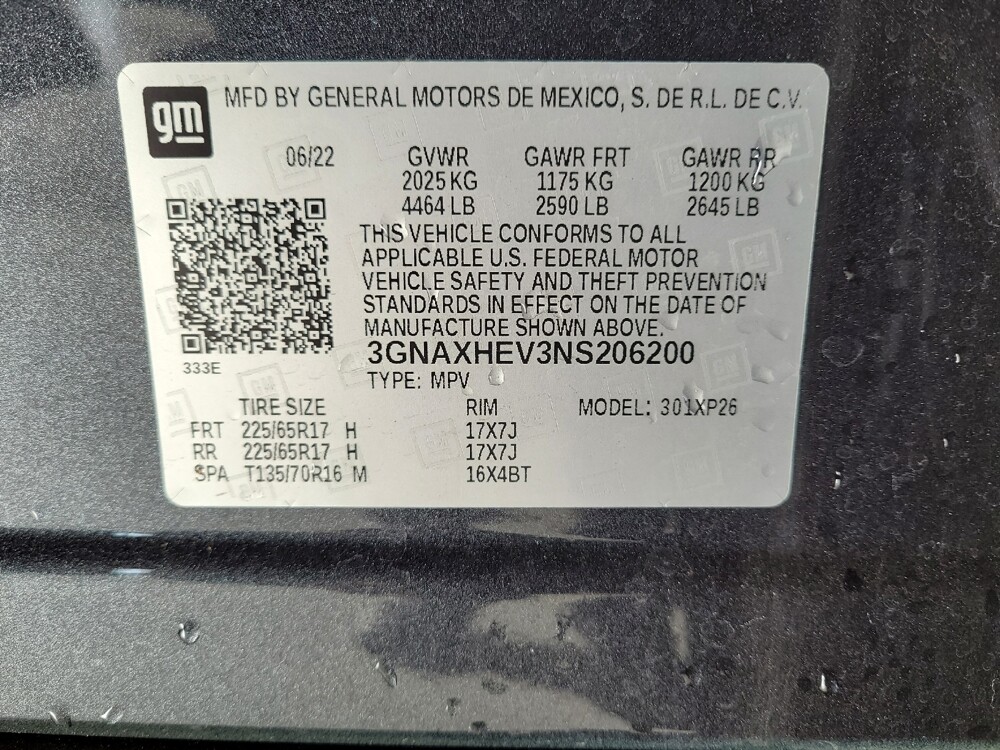 gm MFD BY GENERAL MOTORS DE MEXICO, S. DE R.L. DE C.V.
06/22 GVWR GAWR FRT GAWR RR
2025 KG 1175 KG 1200 KG
4464 LB 2590 LB 2645 LB
THIS VEHICLE CONFORMS TO ALL
APPLICABLE U.S. FEDERAL MOTOR
VEHICLE SAFETY AND THEFT PREVENTION
STANDARDS IN EFFECT ON THE DATE OF
MANUFACTURE SHOWN ABOVE.
3GNAXHEV3NS206200
333E
TYPE: MPV
TIRE SIZE RIM MODEL: 301XP26
FRT 225/65R17 H 17X7J
RR 225/65R17 H 17X7J
SPA T135/70R16 M 16X4BT